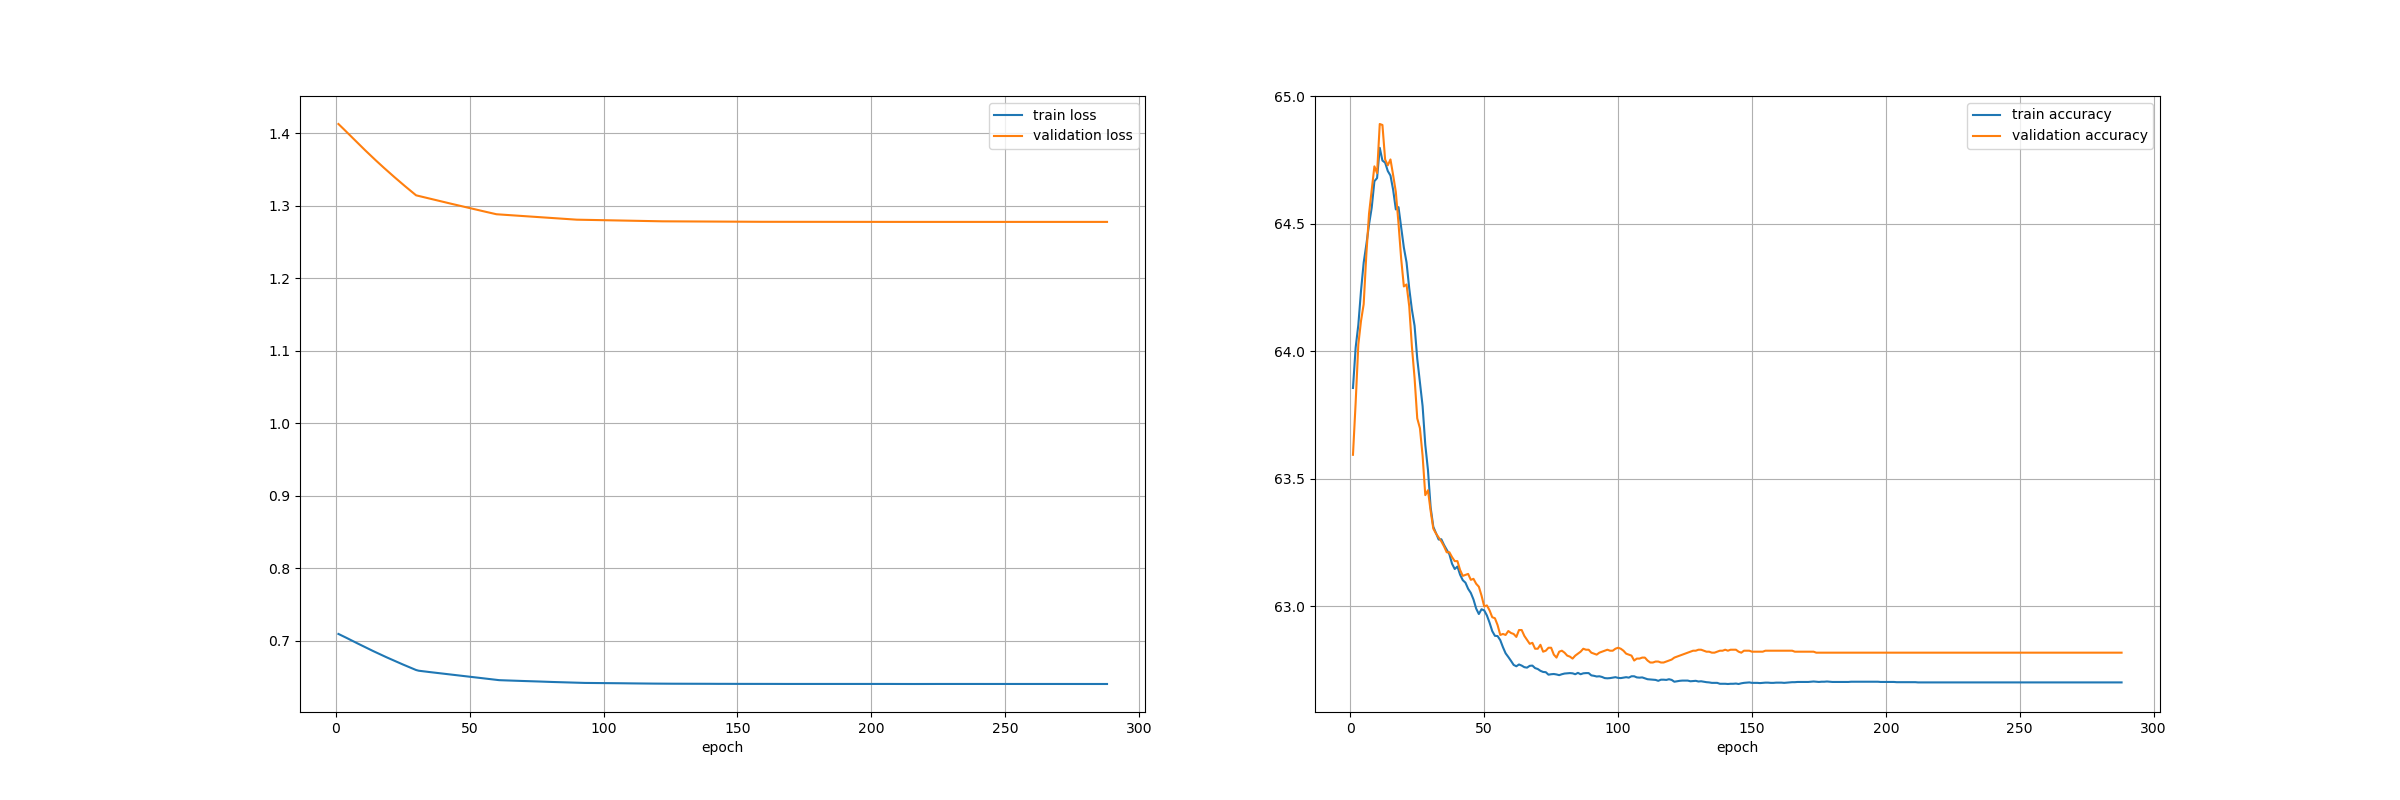 train loss
validation loss
1.4
1.3
1.2
1.1
1.0
0.9
0.8
0.7
0 50 100 150 200 250 300
epoch
train accuracy
validation accuracy
65.0
64.5
64.0
63.5
63.0
0 50 100 150 200 250 300
epoch